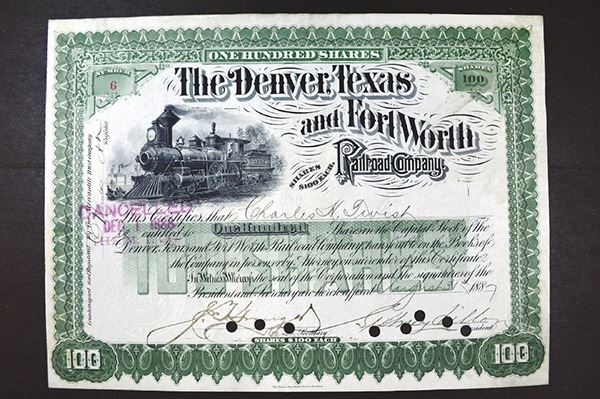 ONE HUNDRED SHARES
NUMBER
6
SHARES
100
The Denver, Texas
and Fort Worth
Railroad Company.
SHARES
$100 EACH.
CANCELLED
DEC
This Certifies that Charles N. Twist
is entitled to One Hundred Shares in the Capital Stock of The
Denver, Texas and Fort Worth Railroad Company, transferable on the Books of
the Company in person or by Attorney on surrender of this Certificate.
In Witness Whereof the seal of the Corporation and the signatures of the
President and Secretary are hereto affixed 188
Secretary
President
100
SHARES $100 EACH
100